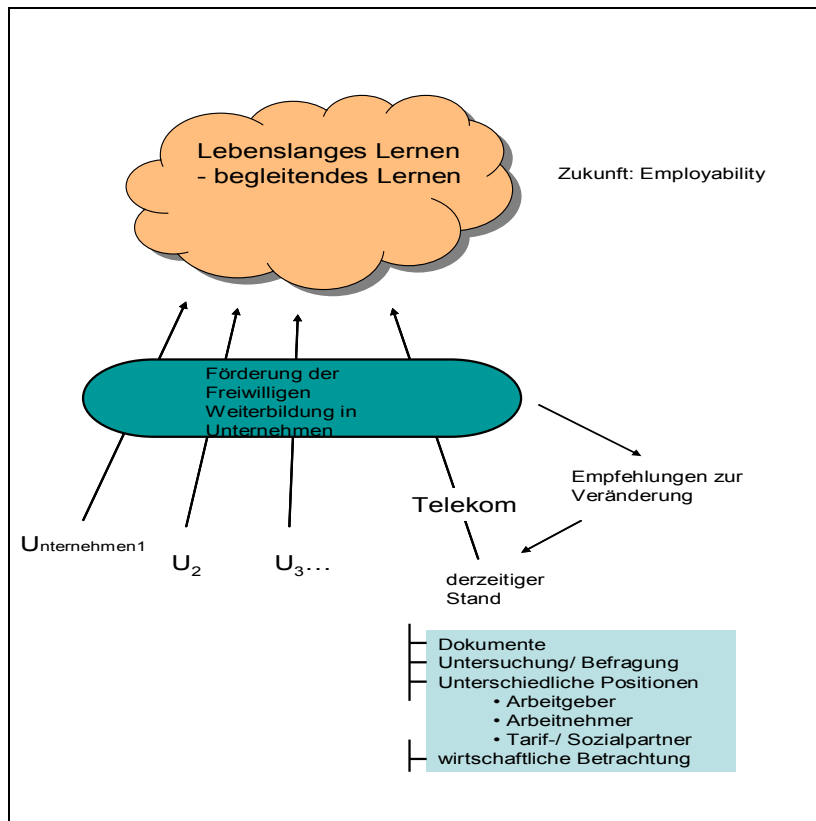 Lebenslanges Lernen
- begleitendes Lernen
Zukunft: Employability
Förderung der
Freiwilligen
Weiterbildung in
Unternehmen
Empfehlungen zur
Veränderung
Telekom
Unternehmen1
U2
U3…
derzeitiger
Stand
Dokumente
Untersuchung/ Befragung
Unterschiedliche Positionen
• Arbeitgeber
• Arbeitnehmer
• Tarif-/ Sozialpartner
wirtschaftliche Betrachtung